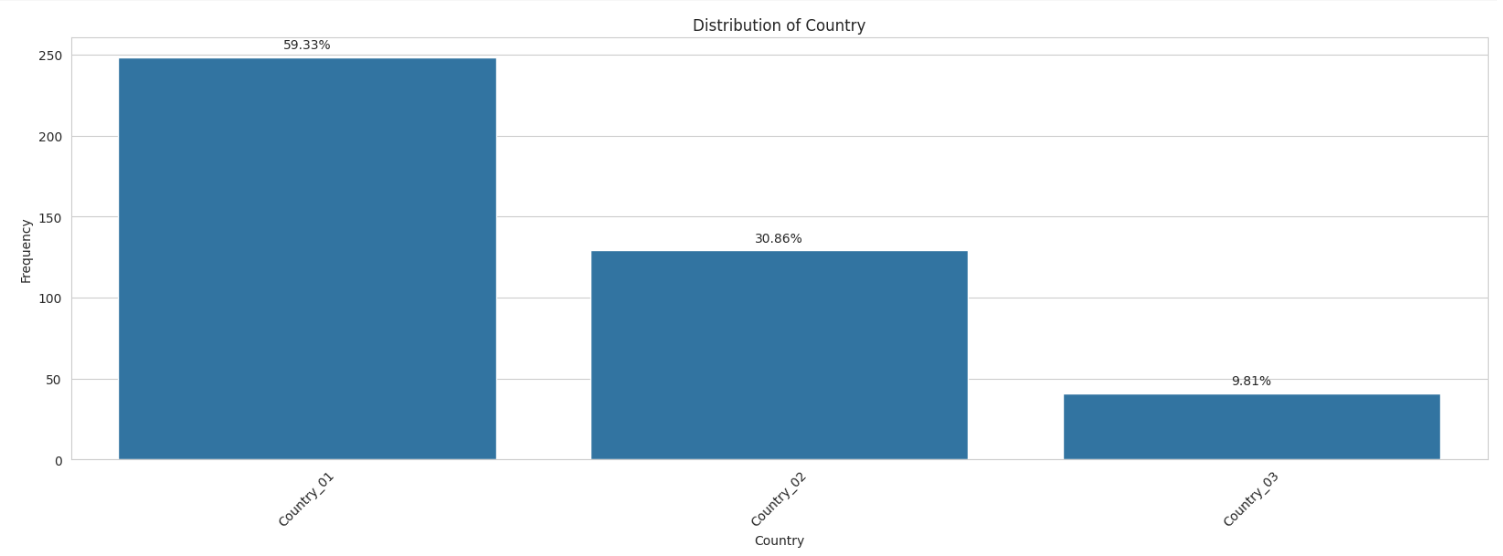 Distribution of Country
59.33%
30.86%
9.81%
Frequency
250
200
150
100
50
0
Country_01
Country_02
Country_03
Country